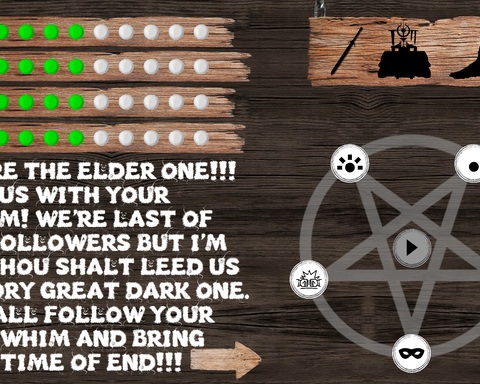 RE THE ELDER ONE!!!
US WITH YOUR
M! WE'RE LAST OF
OLLOWERS BUT I'M
HOU SHALT LEED US
ORY GREAT DARK ONE.
ALL FOLLOW YOUR
WHIM AND BRING
TIME OF END!!!